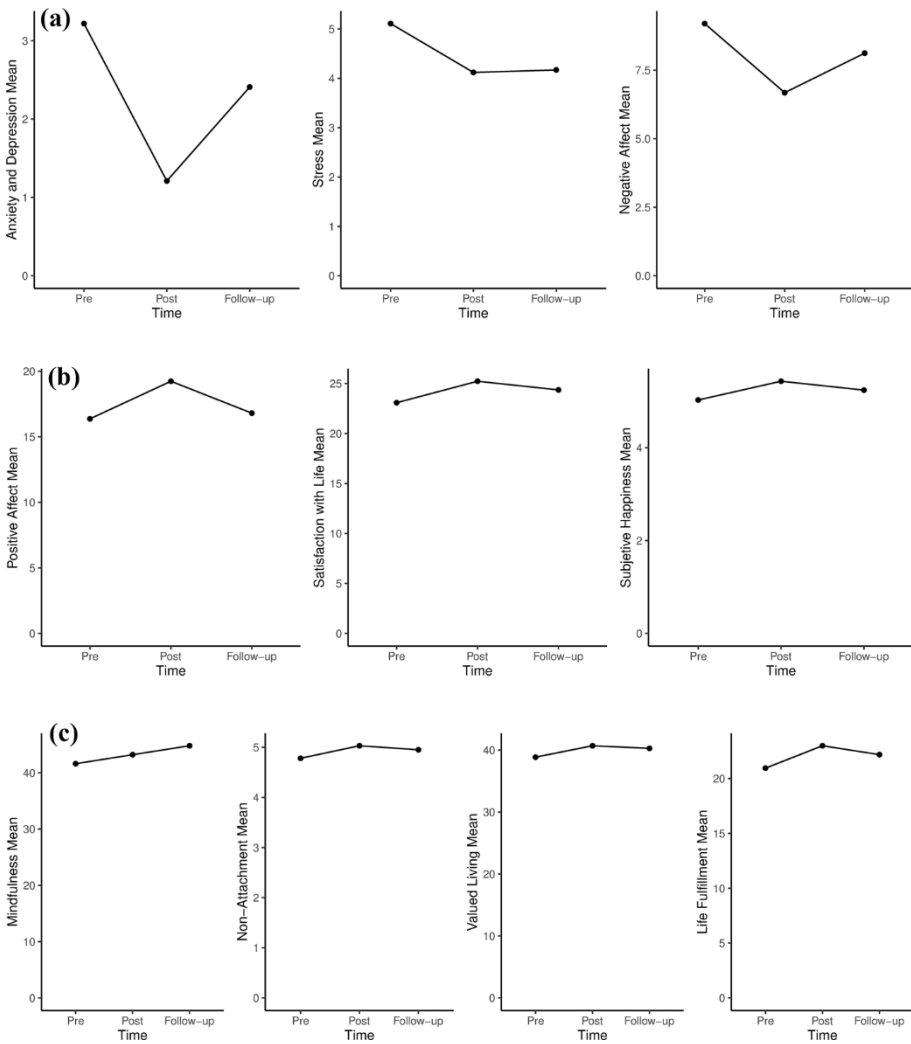 (a)
Anxiety and Depression Mean
3
2
1
0
Pre Post Follow-up
Time
Stress Mean
5
4
3
2
1
0
Pre Post Follow-up
Time
Negative Affect Mean
7.5
5.0
2.5
0.0
Pre Post Follow-up
Time
(b)
Positive Affect Mean
20
15
10
5
0
Pre Post Follow-up
Time
Satisfaction with Life Mean
25
20
15
10
5
0
Pre Post Follow-up
Time
Subjetive Happiness Mean
4
2
0
Pre Post Follow-up
Time
(c)
Mindfulness Mean
40
30
20
10
0
Pre Post Follow-up
Time
Non-Attachment Mean
5
4
3
2
1
0
Pre Post Follow-up
Time
Valued Living Mean
40
30
20
10
0
Pre Post Follow-up
Time
Life Fulfillment Mean
20
15
10
5
0
Pre Post Follow-up
Time